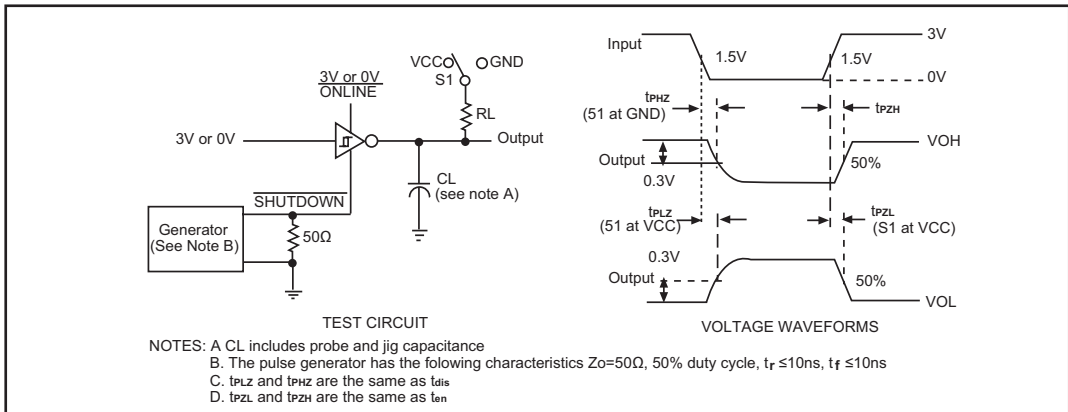 VCC
GND
S1
3V or 0V
ONLINE
RL
3V or 0V
Output
CL
(see note A)
SHUTDOWN
Generator
(See Note B)
50Ω
TEST CIRCUIT
Input
3V
1.5V
1.5V
0V
tPHZ
(51 at GND)
tPZH
VOH
Output
50%
0.3V
tPLZ
(51 at VCC)
tPZL
(S1 at VCC)
0.3V
Output
50%
VOL
VOLTAGE WAVEFORMS
NOTES: A CL includes probe and jig capacitance
B. The pulse generator has the folowing characteristics Zo=50Ω, 50% duty cycle, tr ≤10ns, tf ≤10ns
C. tPLZ and tPHZ are the same as tdis
D. tPZL and tPZH are the same as ten